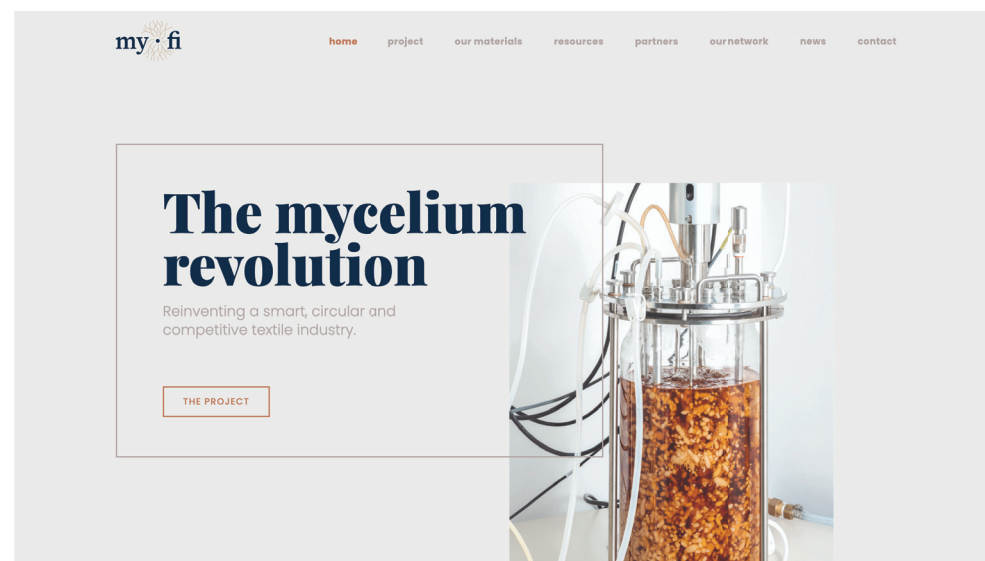 my·fi
home project our materials resources partners our network news contact
The mycelium
revolution
Reinventing a smart, circular and
competitive textile industry.
THE PROJECT